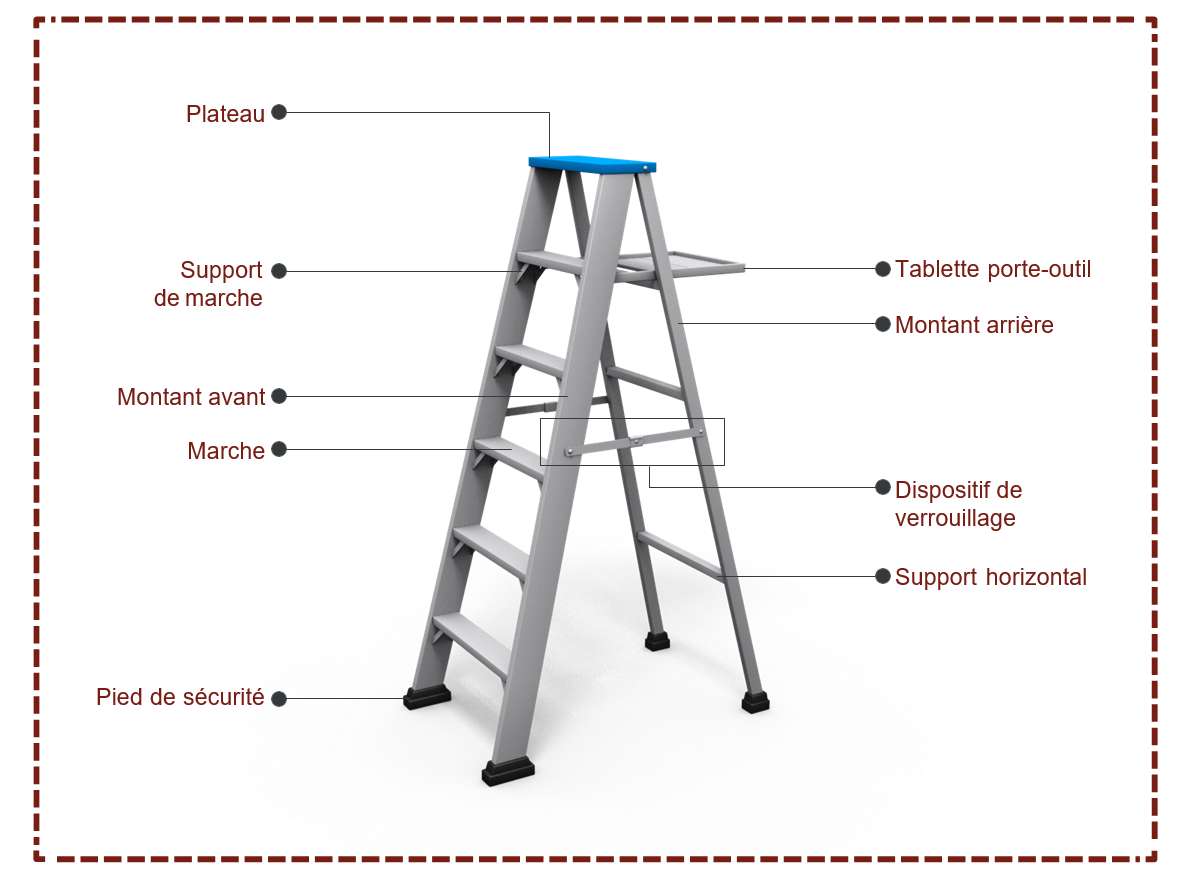 Plateau
Support
de marche
Montant avant
Marche
Pied de sécurité
Tablette porte-outil
Montant arrière
Dispositif de
verrouillage
Support horizontal